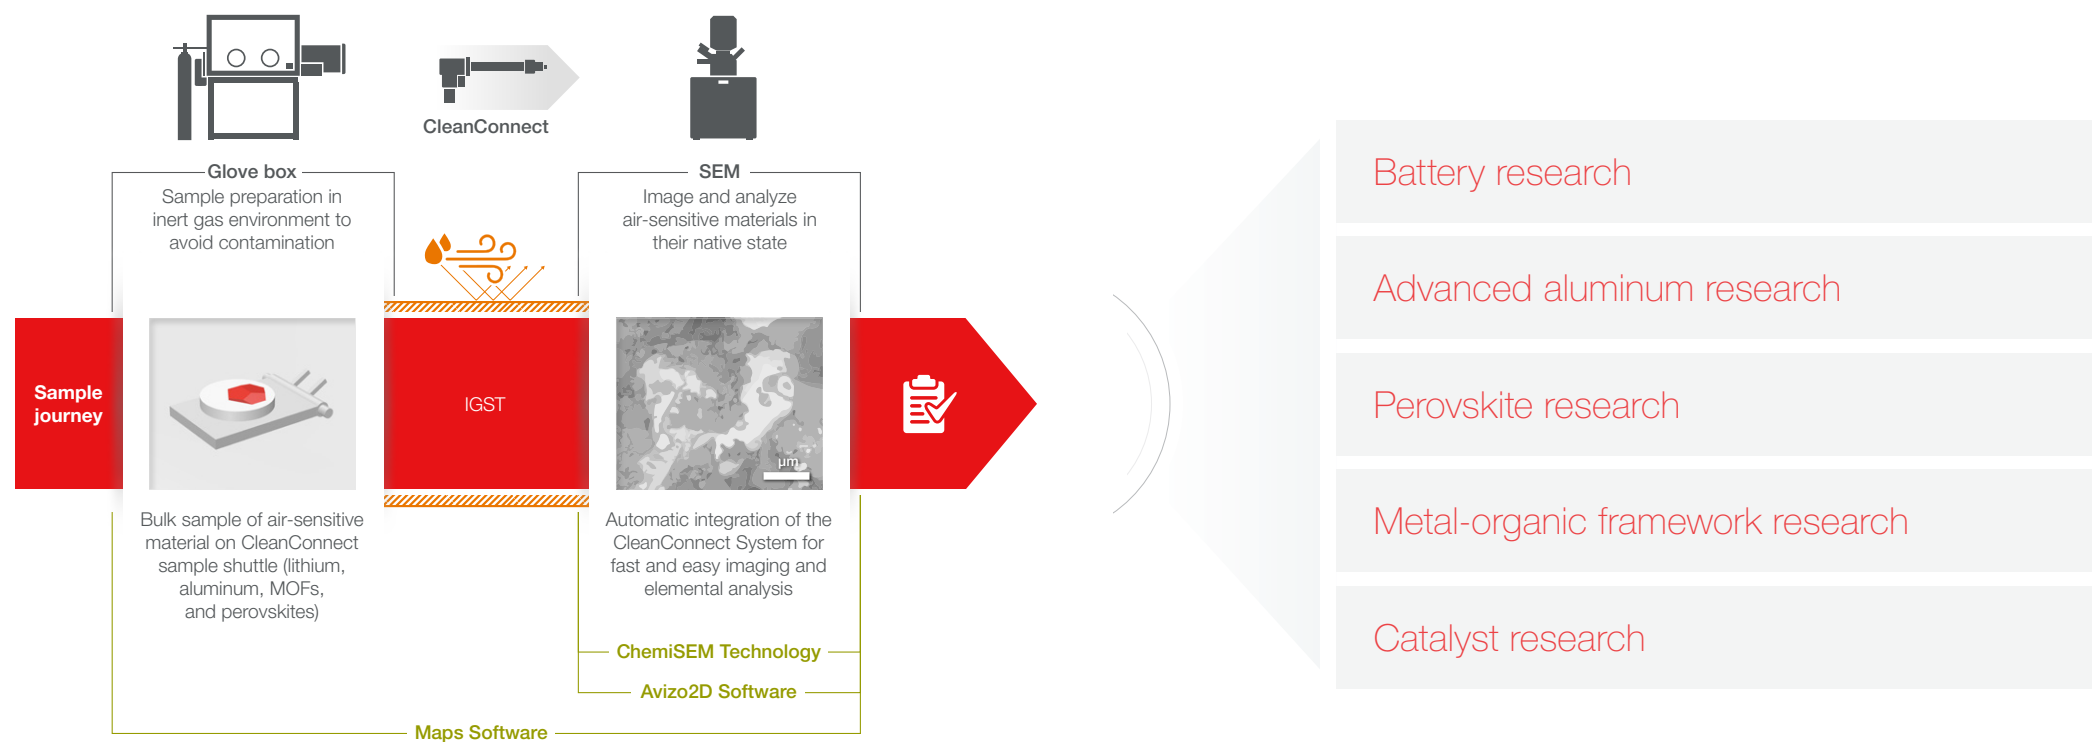 CleanConnect
Glove box
Sample preparation in
inert gas environment to
avoid contamination
SEM
Image and analyze
air-sensitive materials in
their native state
Sample
journey
IGST
µm
Bulk sample of air-sensitive
material on CleanConnect
sample shuttle (lithium,
aluminum, MOFs,
and perovskites)
Automatic integration of the
CleanConnect System for
fast and easy imaging and
elemental analysis
ChemiSEM Technology
Avizo2D Software
Maps Software
Battery research
Advanced aluminum research
Perovskite research
Metal-organic framework research
Catalyst research